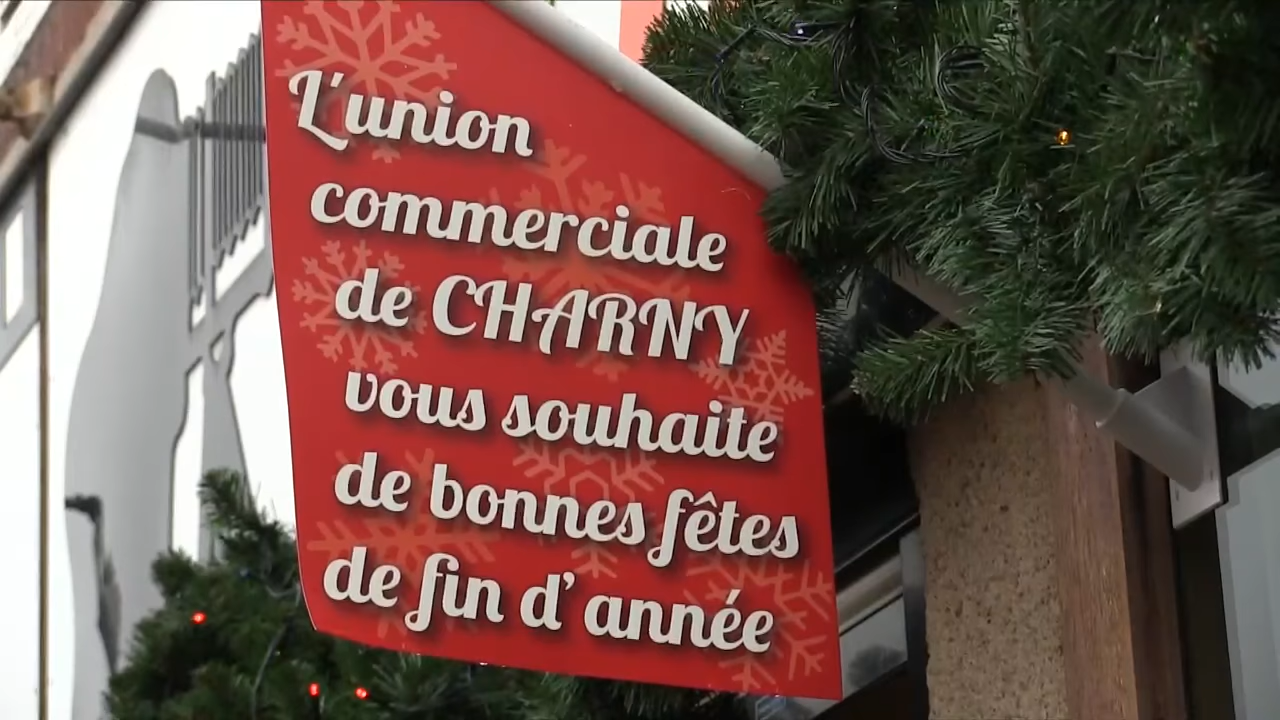 L'union
commerciale
de CHARNY
vous souhaite
de bonnes fêtes
de fin d' année